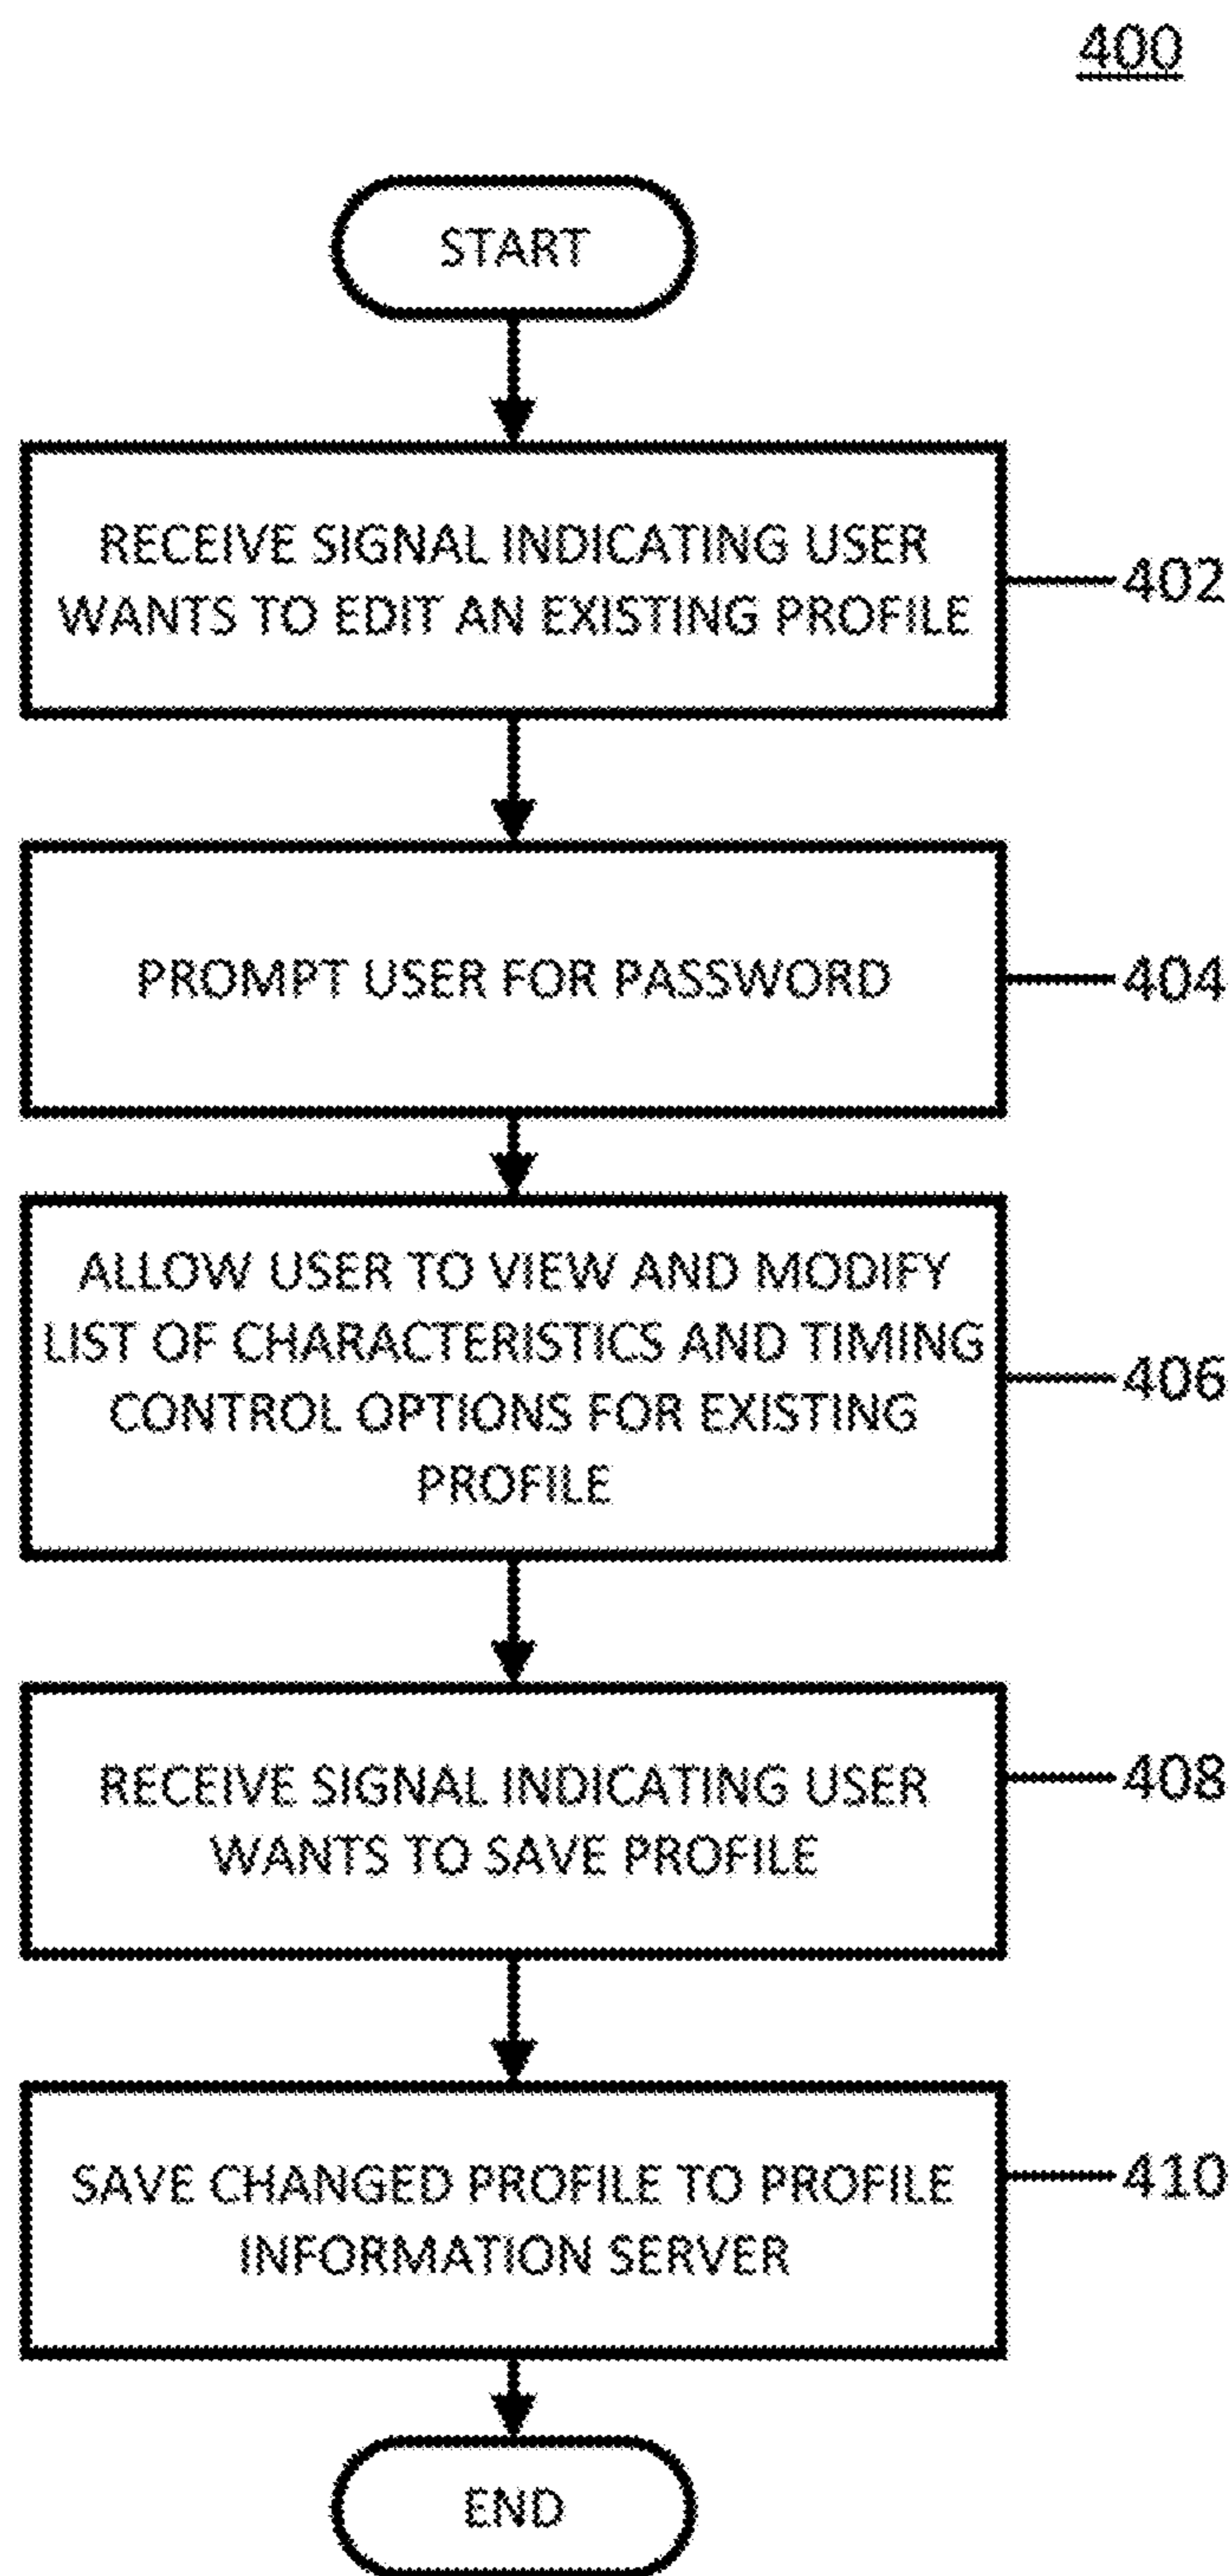 400
START
RECEIVE SIGNAL INDICATING USER
WANTS TO EDIT AN EXISTING PROFILE
402
PROMPT USER FOR PASSWORD
404
ALLOW USER TO VIEW AND MODIFY
LIST OF CHARACTERISTICS AND TIMING
CONTROL OPTIONS FOR EXISTING
PROFILE
406
RECEIVE SIGNAL INDICATING USER
WANTS TO SAVE PROFILE
408
SAVE CHANGED PROFILE TO PROFILE
INFORMATION SERVER
410
END